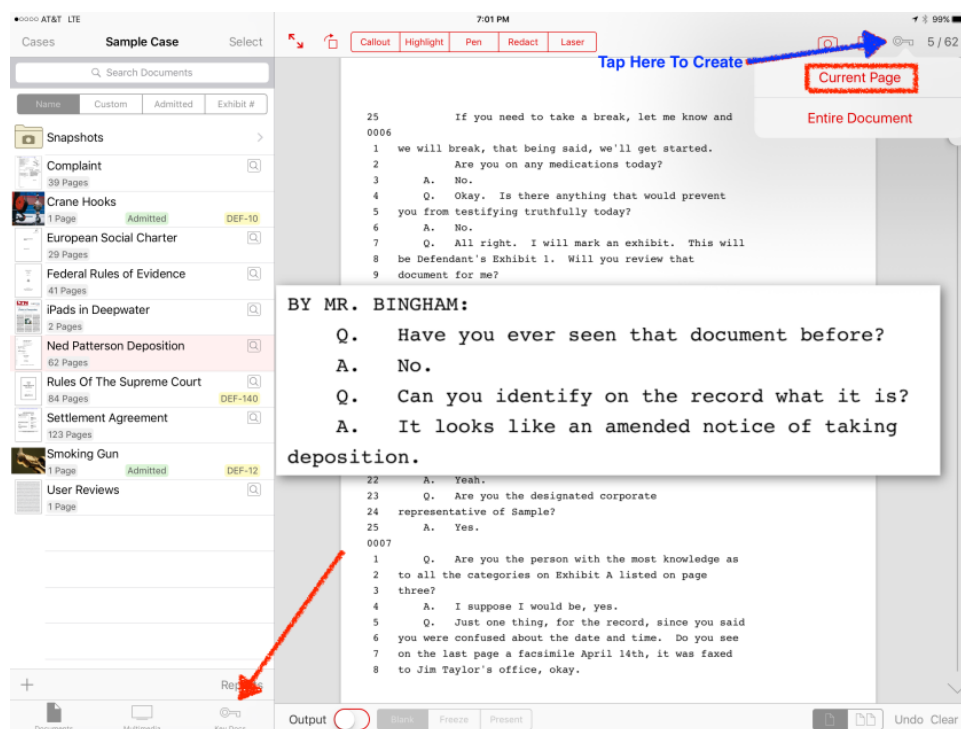 AT&T LTE
7:01 PM
99%
Cases Sample Case Select
Callout Highlight Pen Redact Laser
5 / 62
Tap Here To Create
Current Page
Entire Document
Search Documents
Name Custom Admitted Exhibit #
Snapshots
Complaint
39 Pages
Crane Hooks
1 Page Admitted DEF-10
European Social Charter
29 Pages
Federal Rules of Evidence
41 Pages
iPads in Deepwater
2 Pages
Ned Patterson Deposition
62 Pages
Rules Of The Supreme Court
84 Pages DEF-140
Settlement Agreement
123 Pages
Smoking Gun
1 Page Admitted DEF-12
User Reviews
1 Page
Documents Multimedia Key Docs
25 If you need to take a break, let me know and
0006
1 we will break, that being said, we'll get started.
2 Are you on any medications today?
3 A. No.
4 Q. Okay. Is there anything that would prevent
5 you from testifying truthfully today?
6 A. No.
7 Q. All right. I will mark an exhibit. This will
8 be Defendant's Exhibit 1. Will you review that
9 document for me?
BY MR. BINGHAM:
Q. Have you ever seen that document before?
A. No.
Q. Can you identify on the record what it is?
A. It looks like an amended notice of taking
deposition.
22 A. Yeah.
23 Q. Are you the designated corporate
24 representative of Sample?
25 A. Yes.
0007
1 Q. Are you the person with the most knowledge as
2 to all the categories on Exhibit A listed on page
3 three?
4 A. I suppose I would be, yes.
5 Q. Just one thing, for the record, since you said
6 you were confused about the date and time. Do you see
7 on the last page a facsimile April 14th, it was faxed
8 to Jim Taylor's office, okay.
Output Blank Freeze Present
Undo Clear